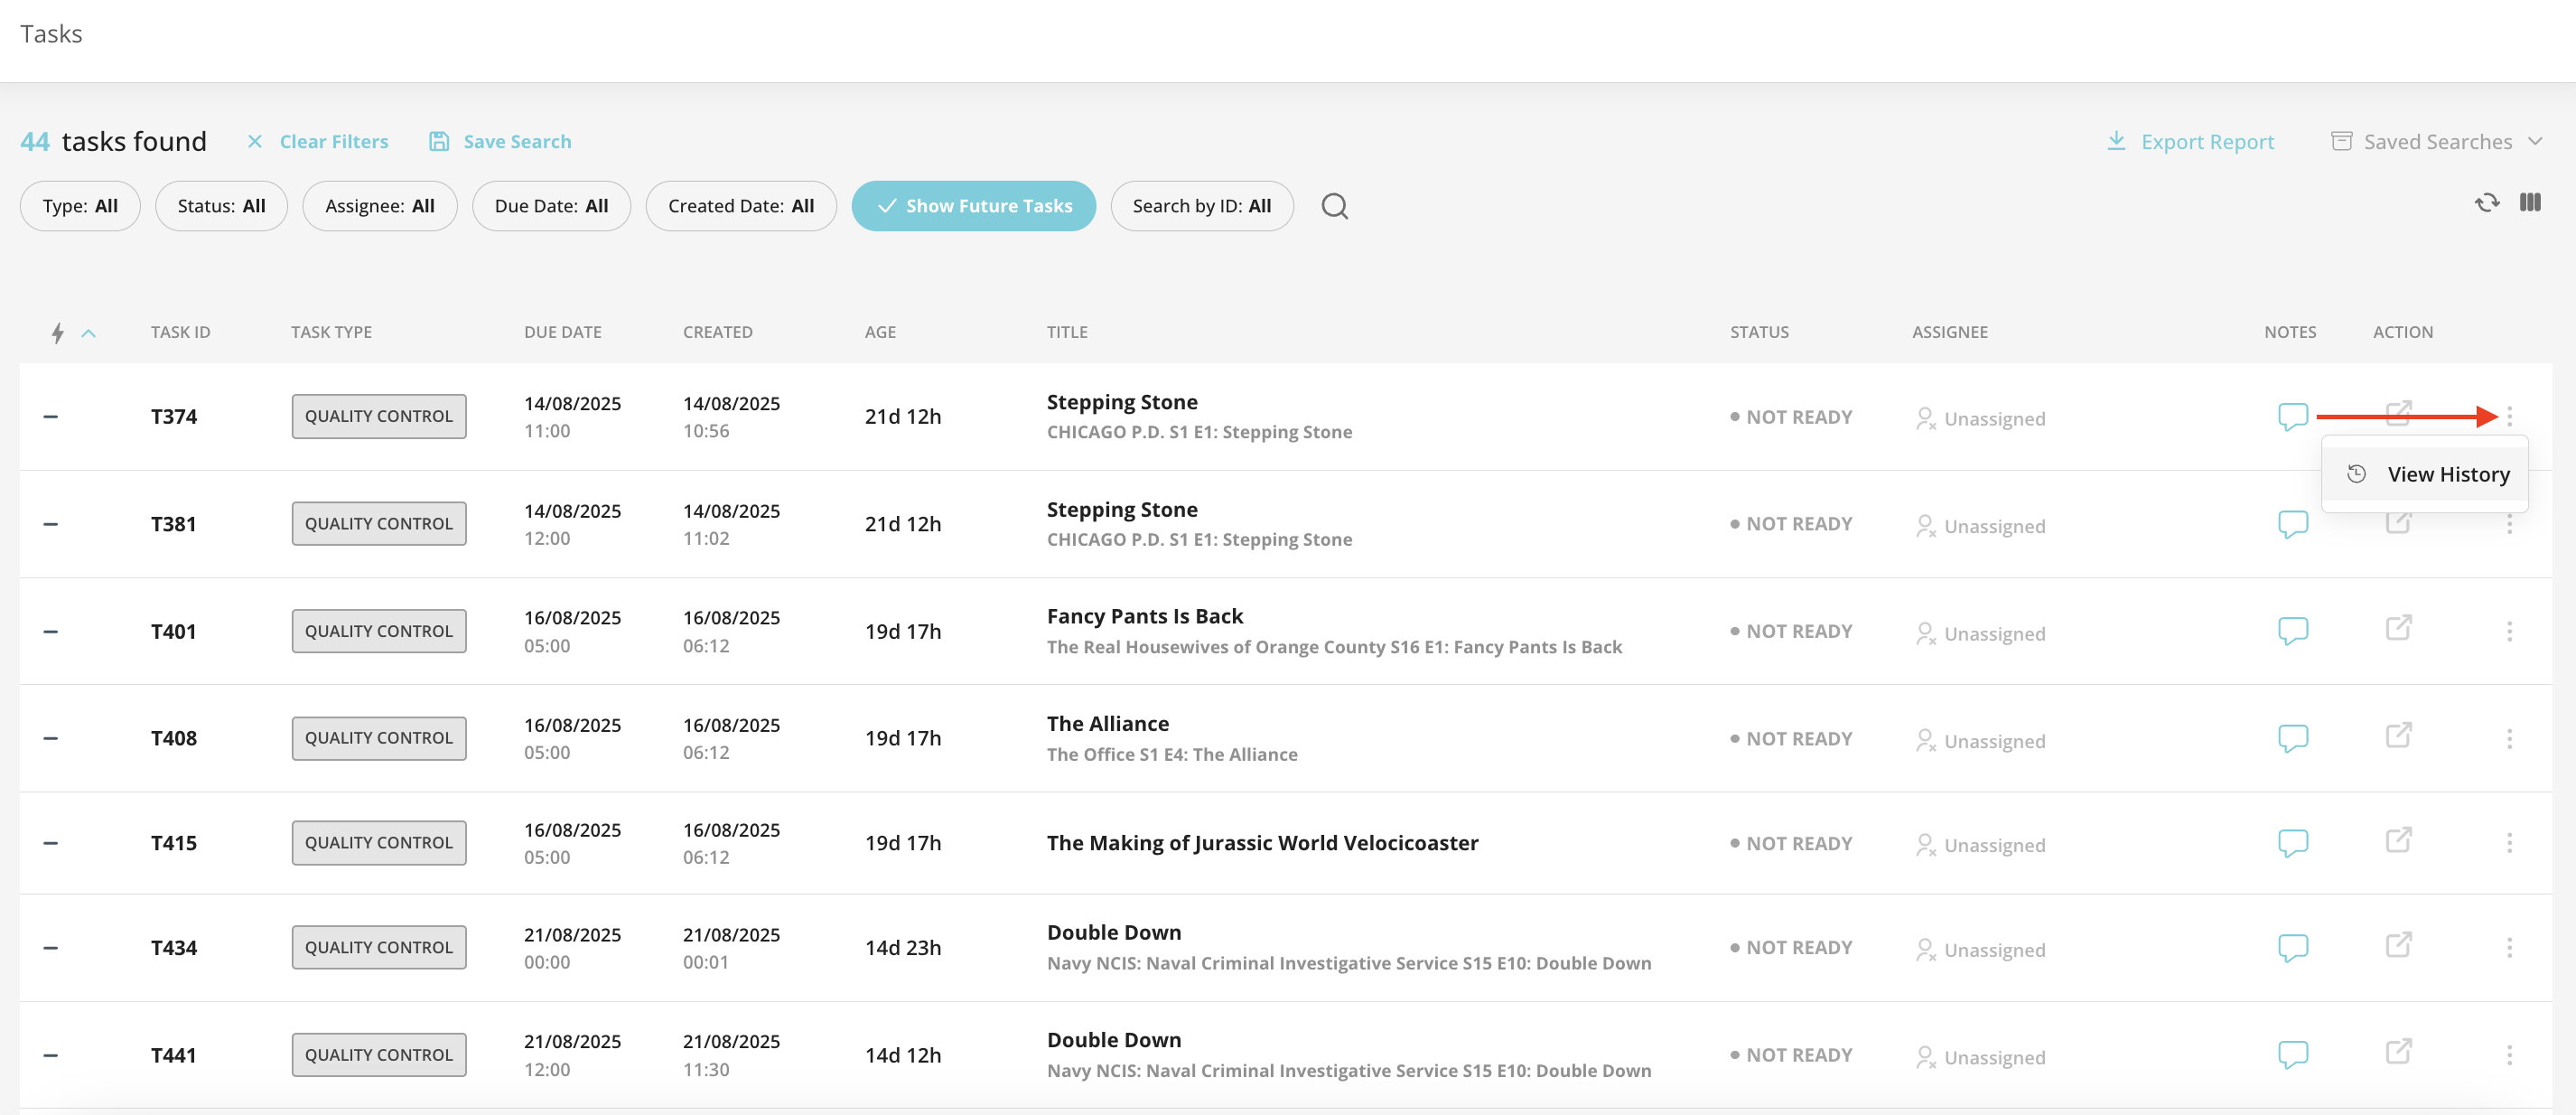 Tasks
44 tasks found Clear Filters Save Search Export Report Saved Searches
Type: All Status: All Assignee: All Due Date: All Created Date: All Show Future Tasks Search by ID: All
TASK ID TASK TYPE DUE DATE CREATED AGE TITLE STATUS ASSIGNEE NOTES ACTION
T374 QUALITY CONTROL 14/08/2025 14/08/2025 21d 12h Stepping Stone NOT READY Unassigned
11:00 10:56 CHICAGO P.D. S1 E1: Stepping Stone
View History
T381 QUALITY CONTROL 14/08/2025 14/08/2025 21d 12h Stepping Stone NOT READY Unassigned
12:00 11:02 CHICAGO P.D. S1 E1: Stepping Stone
T401 QUALITY CONTROL 16/08/2025 16/08/2025 19d 17h Fancy Pants Is Back NOT READY Unassigned
05:00 06:12 The Real Housewives of Orange County S16 E1: Fancy Pants Is Back
T408 QUALITY CONTROL 16/08/2025 16/08/2025 19d 17h The Alliance NOT READY Unassigned
05:00 06:12 The Office S1 E4: The Alliance
T415 QUALITY CONTROL 16/08/2025 16/08/2025 19d 17h The Making of Jurassic World Velocicoaster NOT READY Unassigned
05:00 06:12
T434 QUALITY CONTROL 21/08/2025 21/08/2025 14d 23h Double Down NOT READY Unassigned
00:00 00:01 Navy NCIS: Naval Criminal Investigative Service S15 E10: Double Down
T441 QUALITY CONTROL 21/08/2025 21/08/2025 14d 12h Double Down NOT READY Unassigned
12:00 11:30 Navy NCIS: Naval Criminal Investigative Service S15 E10: Double Down